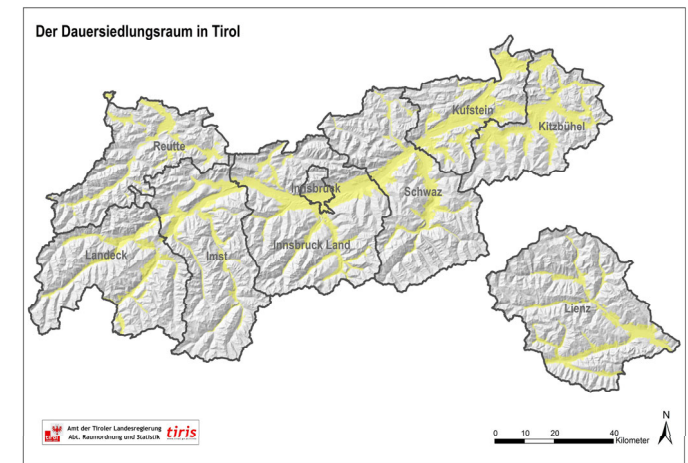 Der Dauersiedlungsraum in Tirol
Kufstein
Kitzbühel
Reutte
Innsbruck
Schwaz
Innsbruck Land
Landeck
Imst
Lienz
Amt der Tiroler Landesregierung
Abt. Raumordnung und Statistik
tiris
N
0 10 20 40
Kilometer